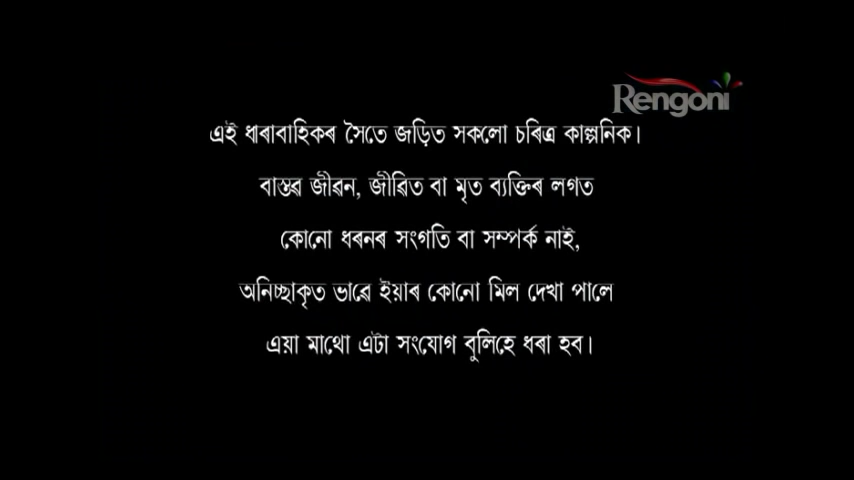 Rengoni
এই ধাৰাবাহিকৰ সৈতে জড়িত সকলো চৰিত্ৰ কাল্পনিক।
বাস্তৱ জীৱন, জীৱিত বা মৃত ব্যক্তিৰ লগত
কোনো ধৰনৰ সংগতি বা সম্পৰ্ক নাই,
অনিচ্ছাকৃত ভাৱে ইয়াৰ কোনো মিল দেখা পালে
এয়া মাথো এটা সংযোগ বুলিহে ধৰা হব।